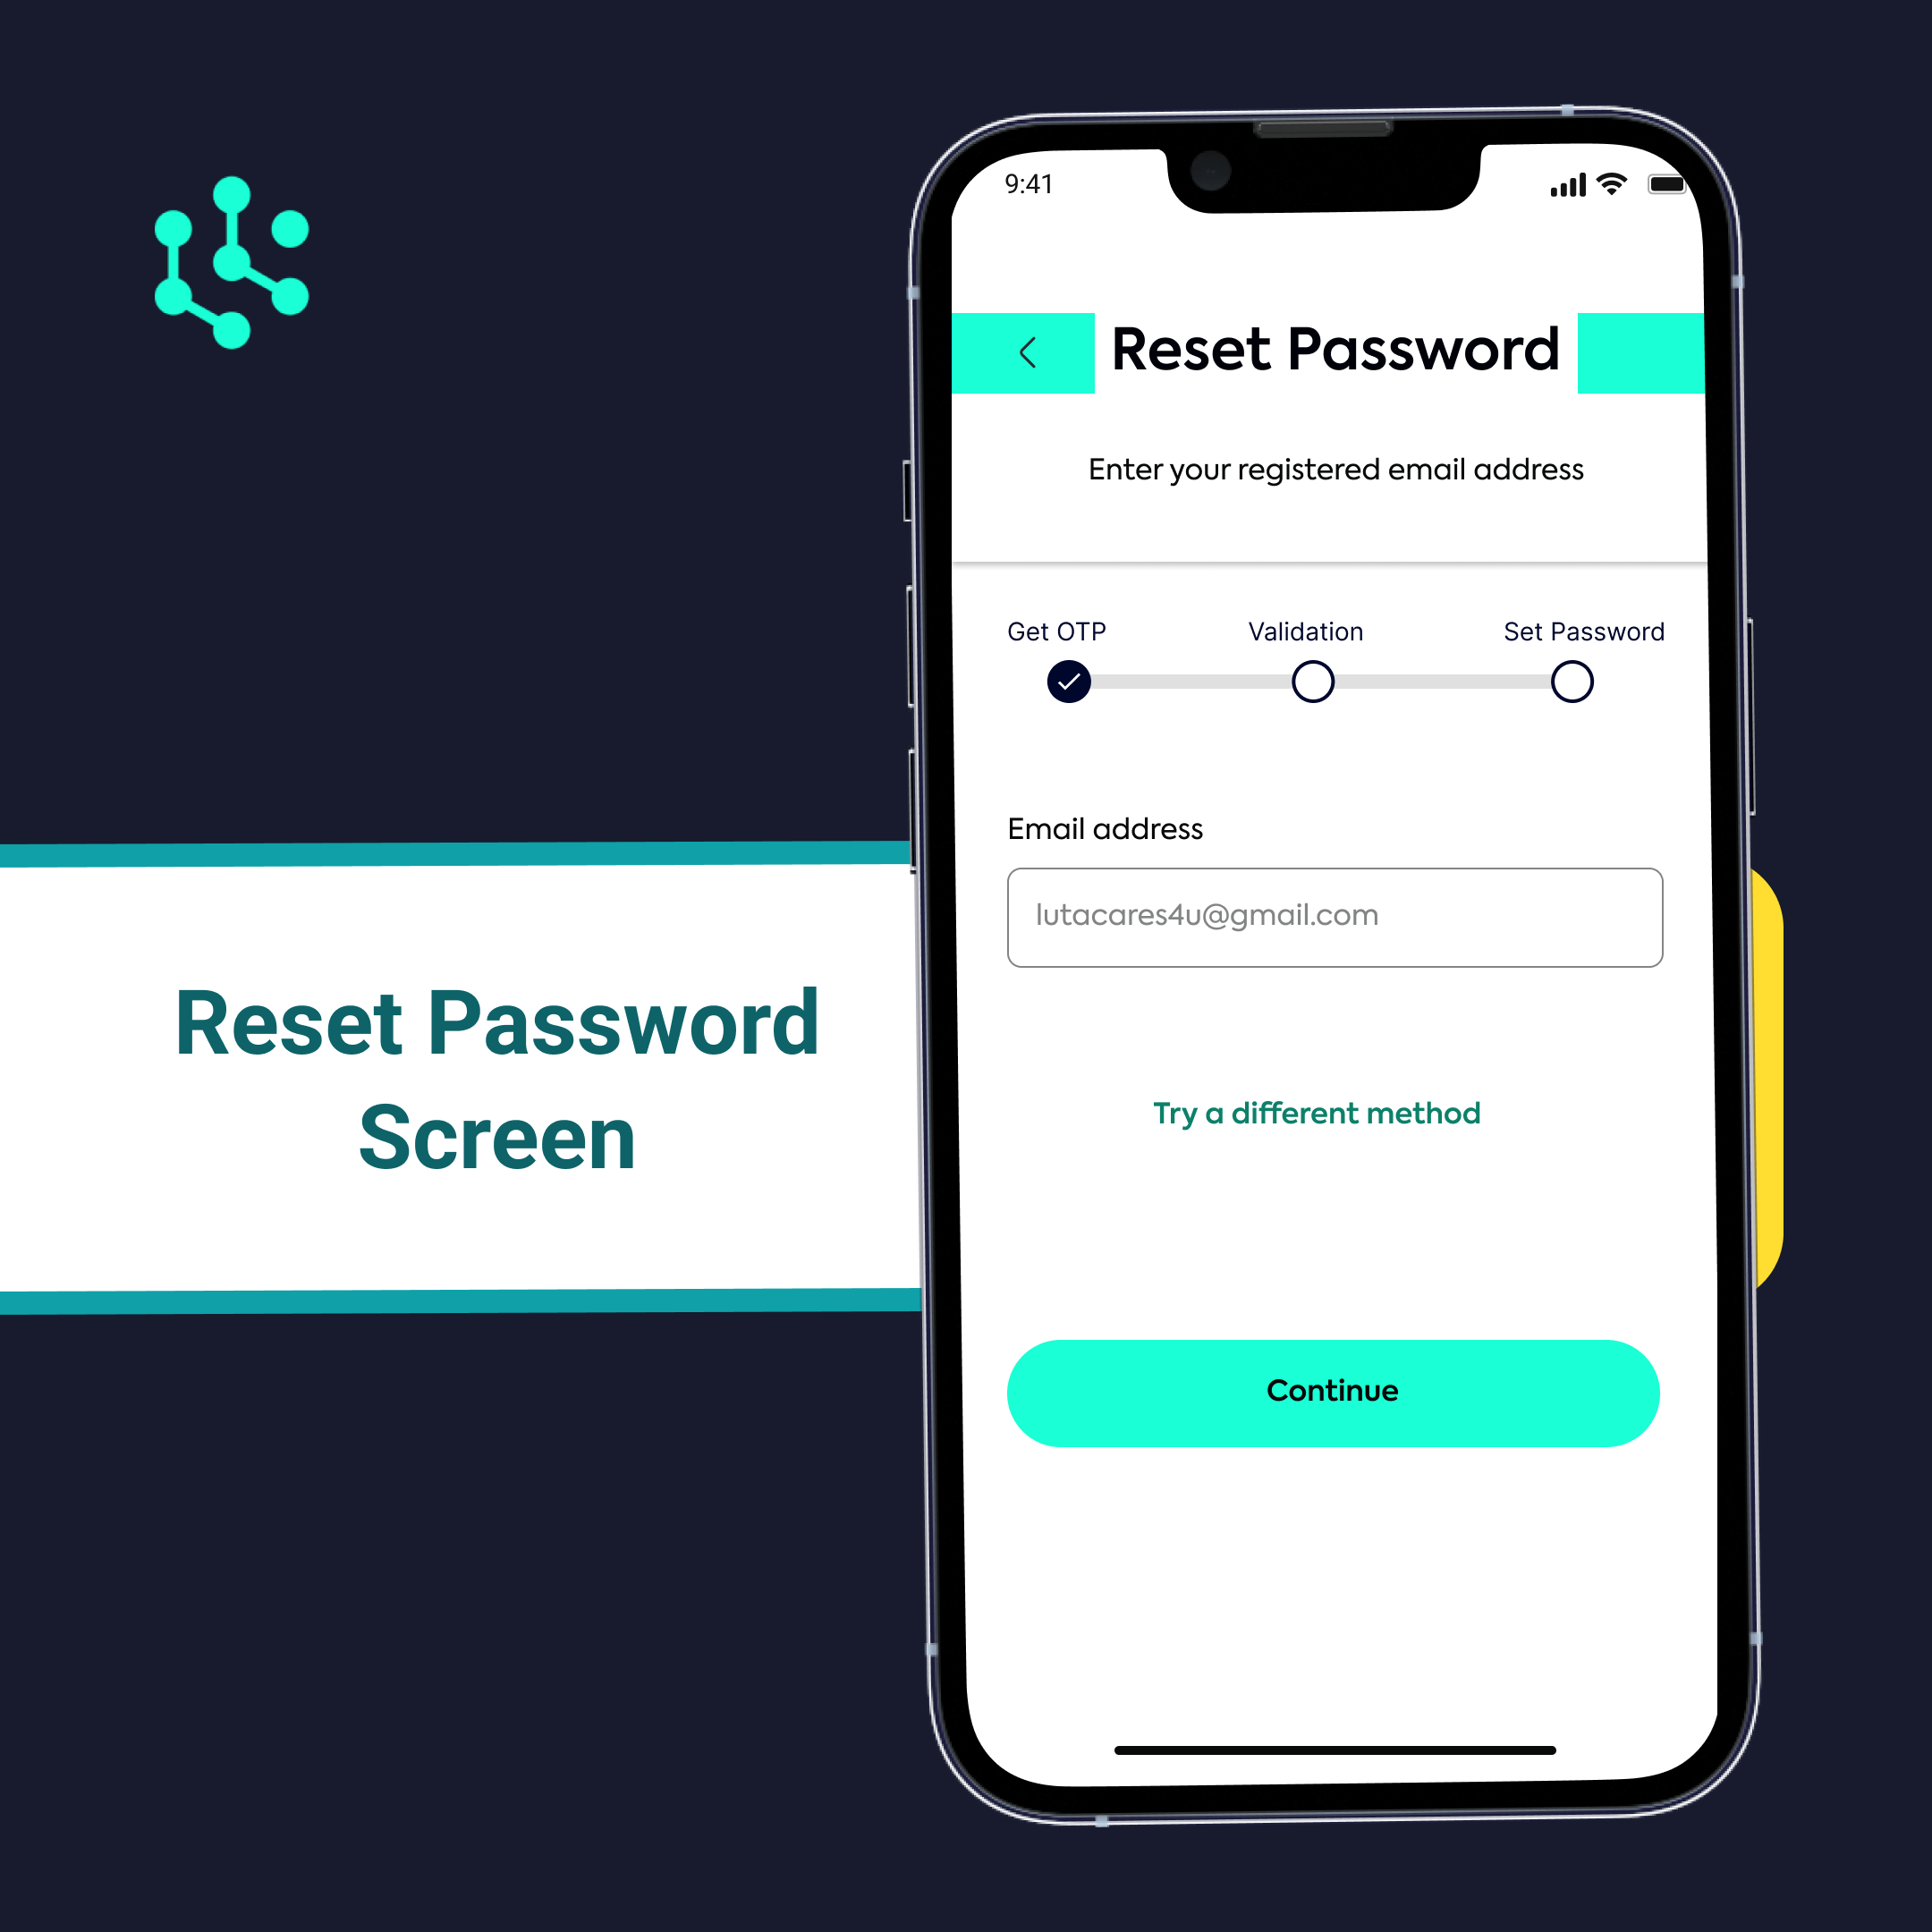 Reset Password
Screen
9:41
Reset Password
Enter your registered email address
Get OTP Validation Set Password
Email address
lutacares4u@gmail.com
Try a different method
Continue